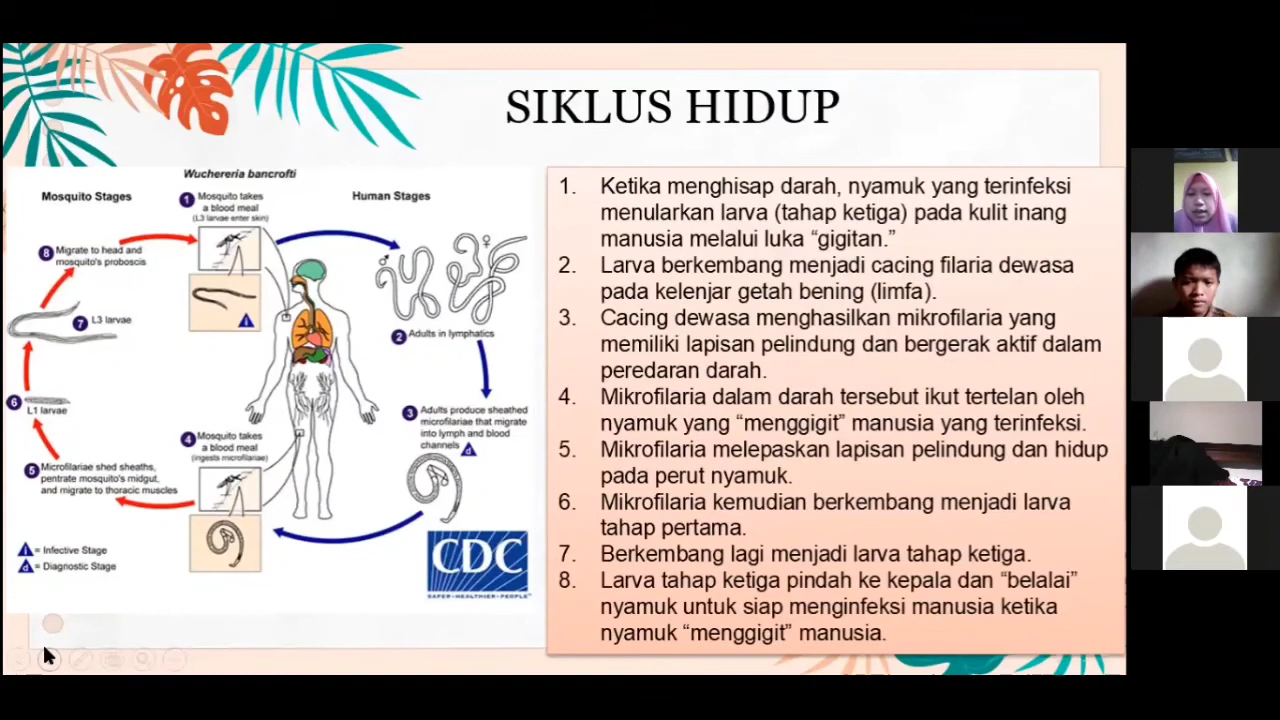 SIKLUS HIDUP
Wuchereria bancrofti
Mosquito Stages
Human Stages
1
Mosquito takes
a blood meal
(L3 larvae enter skin)
8
Migrate to head and
mosquito's proboscis
7
L3 larvae
i
♂
♀
2
Adults in lymphatics
6
L1 larvae
3
Adults produce sheathed
microfilariae that migrate
into lymph and blood
channels
d
4
Mosquito takes
a blood meal
(ingests microfilariae)
5
Microfilariae shed sheaths,
pentrate mosquito's midgut,
and migrate to thoracic muscles
i = Infective Stage
d = Diagnostic Stage
CDC
SAFER·HEALTHIER·PEOPLE™
1. Ketika menghisap darah, nyamuk yang terinfeksi
menularkan larva (tahap ketiga) pada kulit inang
manusia melalui luka “gigitan.”
2. Larva berkembang menjadi cacing filaria dewasa
pada kelenjar getah bening (limfa).
3. Cacing dewasa menghasilkan mikrofilaria yang
memiliki lapisan pelindung dan bergerak aktif dalam
peredaran darah.
4. Mikrofilaria dalam darah tersebut ikut tertelan oleh
nyamuk yang “menggigit” manusia yang terinfeksi.
5. Mikrofilaria melepaskan lapisan pelindung dan hidup
pada perut nyamuk.
6. Mikrofilaria kemudian berkembang menjadi larva
tahap pertama.
7. Berkembang lagi menjadi larva tahap ketiga.
8. Larva tahap ketiga pindah ke kepala dan “belalai”
nyamuk untuk siap menginfeksi manusia ketika
nyamuk “menggigit” manusia.